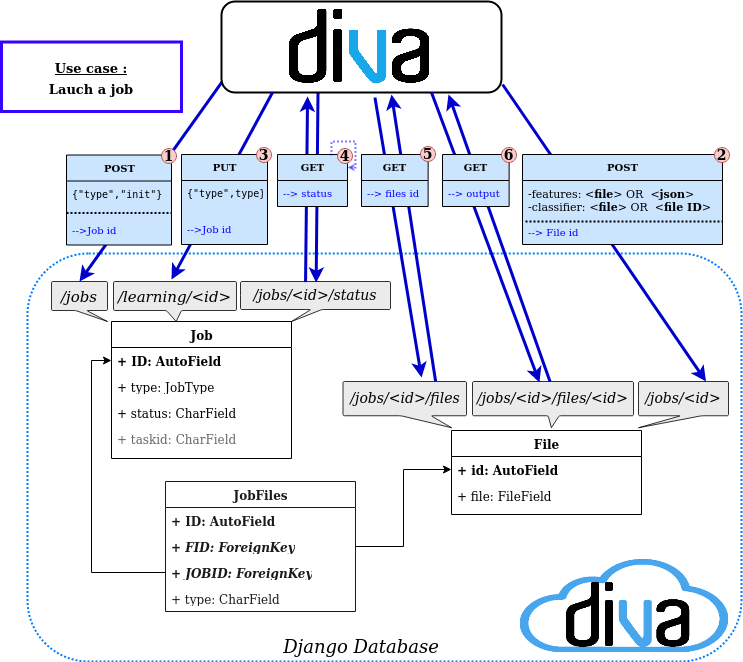 diva
Use case :
Lauch a job
1
POST
{"type","init"}
-->Job id
3
PUT
{"type",type}
-->Job id
4
GET
--> status
5
GET
--> files id
6
GET
--> output
2
POST
-features: <file> OR <json>
-classifier: <file> OR <file ID>
--> File id
/jobs
/learning/<id>
/jobs/<id>/status
Job
+ ID: AutoField
+ type: JobType
+ status: CharField
+ taskid: CharField
/jobs/<id>/files
/jobs/<id>/files/<id>
/jobs/<id>
File
+ id: AutoField
+ file: FileField
JobFiles
+ ID: AutoField
+ FID: ForeignKey
+ JOBID: ForeignKey
+ type: CharField
diva
Django Database